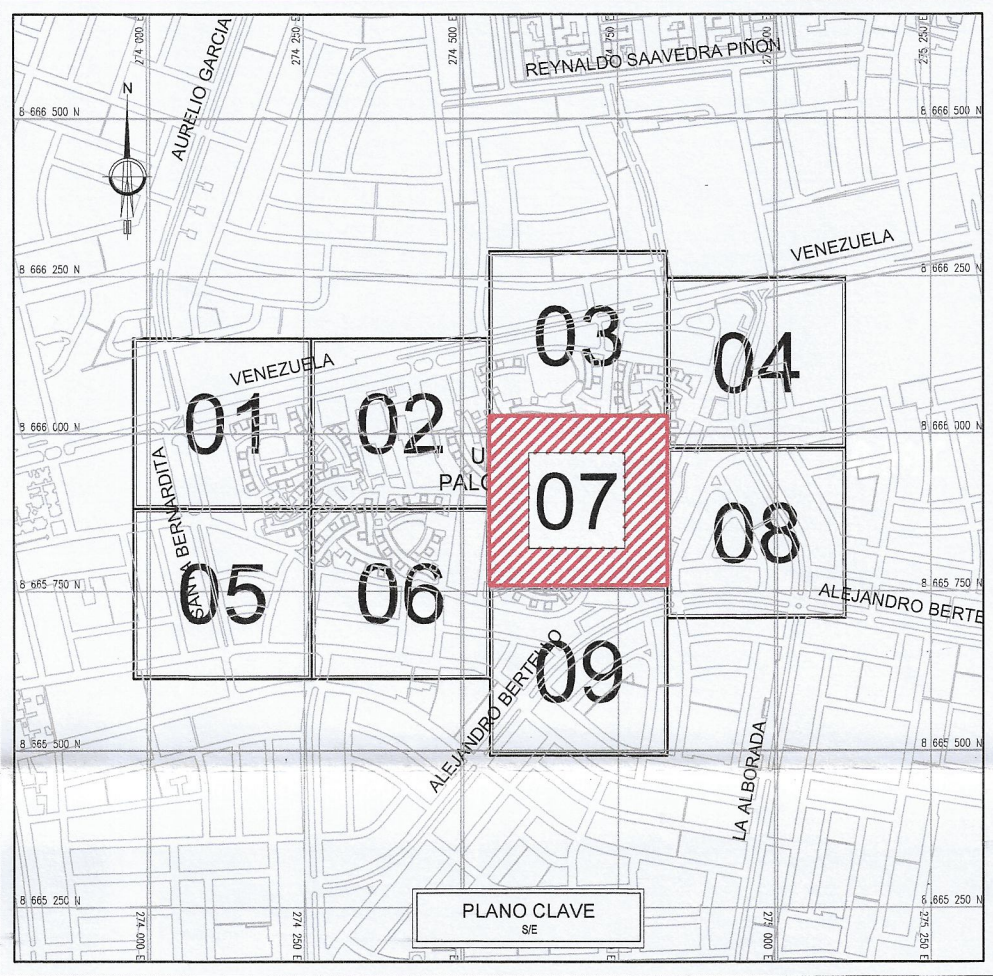 274 000 E
274 250 E
274 500 E
274 750 E
275 000 E
275 250 E
REYNALDO SAAVEDRA PIÑON
AURELIO GARCIA
N
8 666 500 N
8 666 500 N
VENEZUELA
8 666 250 N
8 666 250 N
03
04
VENEZUELA
01
02
8 666 000 N
8 666 000 N
U
PALO
07
08
SANTA BERNARDITA
05
06
8 665 750 N
8 665 750 N
ALEJANDRO BERTE
09
ALEJANDRO BERTELLO
8 665 500 N
8 665 500 N
LA ALBORADA
8 665 250 N
8 665 250 N
PLANO CLAVE
S/E
274 000 E
274 250 E
275 000 E
275 250 E